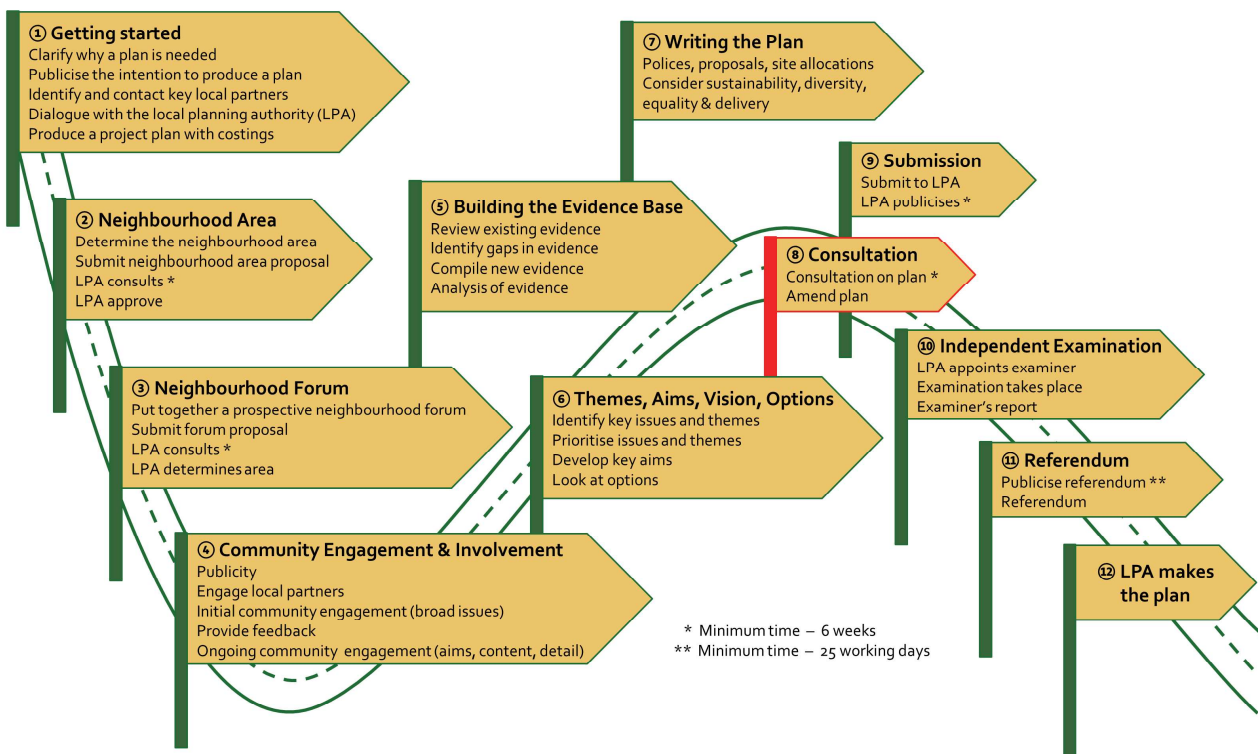 ① Getting started
Clarify why a plan is needed
Publicise the intention to produce a plan
Identify and contact key local partners
Dialogue with the local planning authority (LPA)
Produce a project plan with costings
② Neighbourhood Area
Determine the neighbourhood area
Submit neighbourhood area proposal
LPA consults *
LPA approve
③ Neighbourhood Forum
Put together a prospective neighbourhood forum
Submit forum proposal
LPA consults *
LPA determines area
④ Community Engagement & Involvement
Publicity
Engage local partners
Initial community engagement (broad issues)
Provide feedback
Ongoing community engagement (aims, content, detail)
⑤ Building the Evidence Base
Review existing evidence
Identify gaps in evidence
Compile new evidence
Analysis of evidence
⑥ Themes, Aims, Vision, Options
Identify key issues and themes
Prioritise issues and themes
Develop key aims
Look at options
⑦ Writing the Plan
Polices, proposals, site allocations
Consider sustainability, diversity,
equality & delivery
⑧ Consultation
Consultation on plan *
Amend plan
⑨ Submission
Submit to LPA
LPA publicises *
⑩ Independent Examination
LPA appoints examiner
Examination takes place
Examiner's report
⑪ Referendum
Publicise referendum **
Referendum
⑫ LPA makes
the plan
* Minimum time – 6 weeks
** Minimum time – 25 working days